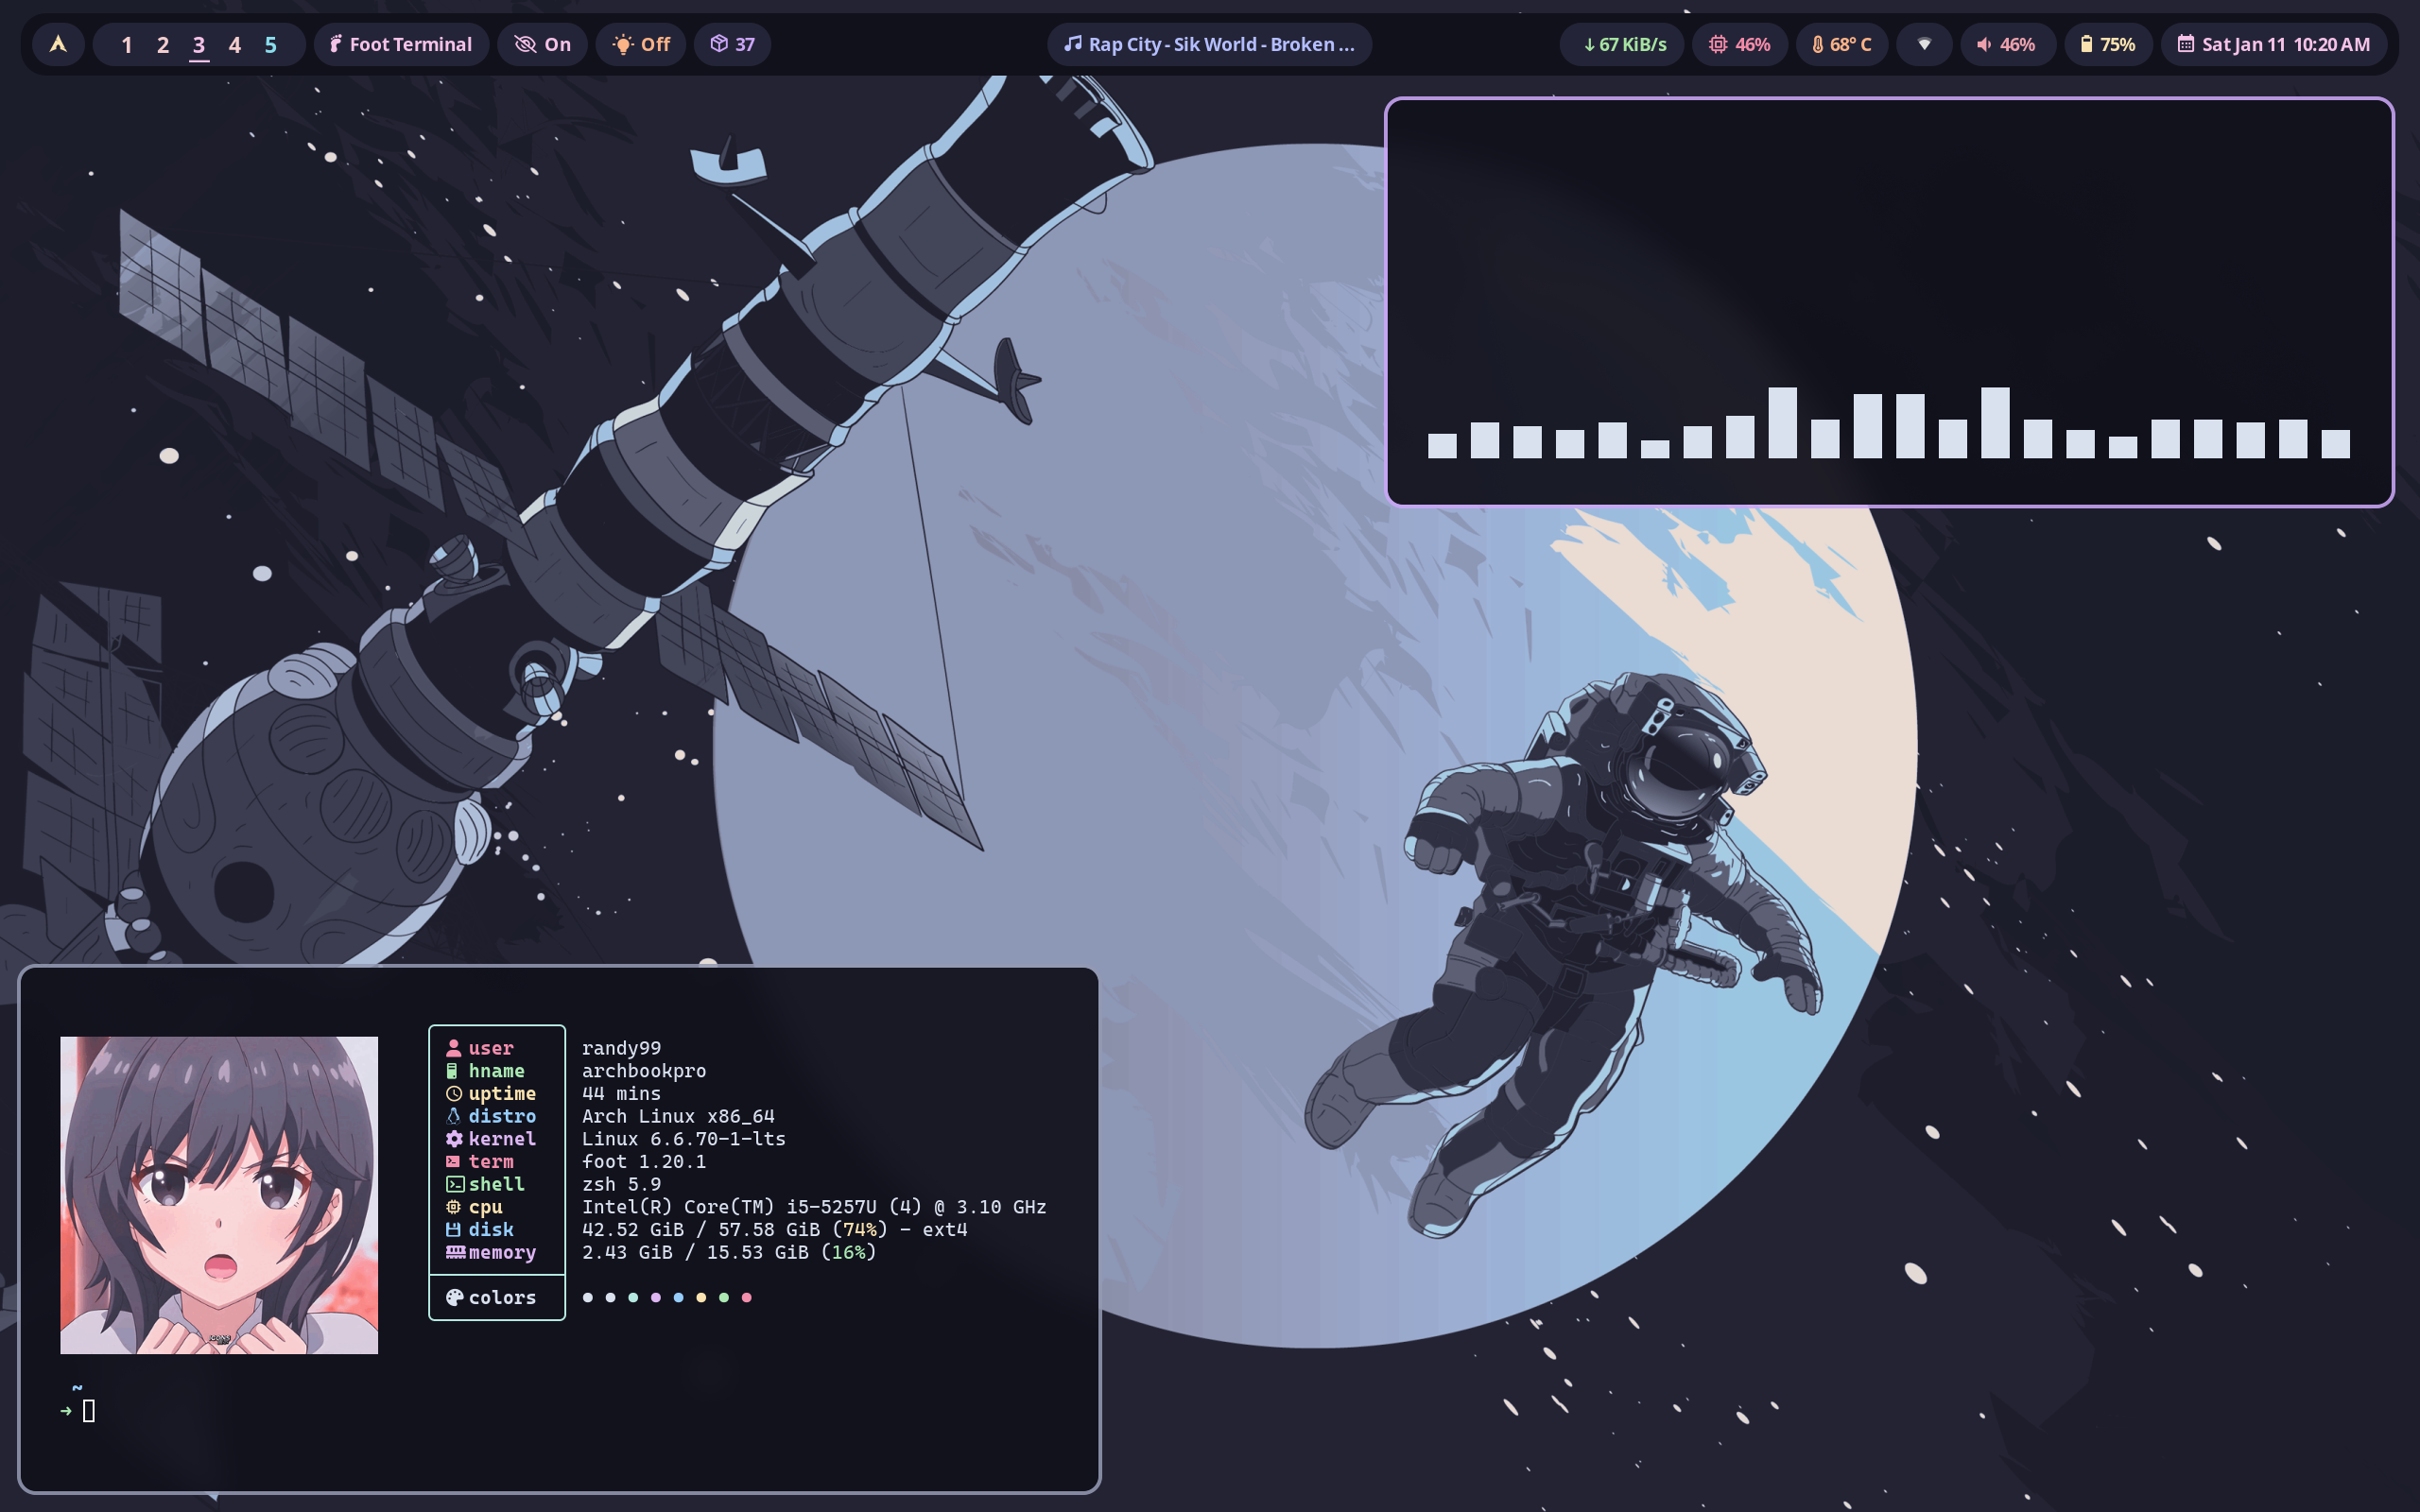 1 2 3 4 5 Foot Terminal On Off 37 Rap City - Sik World - Broken ... ↓67 KiB/s 46% 68° C 46% 75% Sat Jan 11 10:20 AM
user randy99
hname archbookpro
uptime 44 mins
distro Arch Linux x86_64
kernel Linux 6.6.70-1-lts
term foot 1.20.1
shell zsh 5.9
cpu Intel(R) Core(TM) i5-5257U (4) @ 3.10 GHz
disk 42.52 GiB / 57.58 GiB (74%) - ext4
memory 2.43 GiB / 15.53 GiB (16%)
colors
~
→